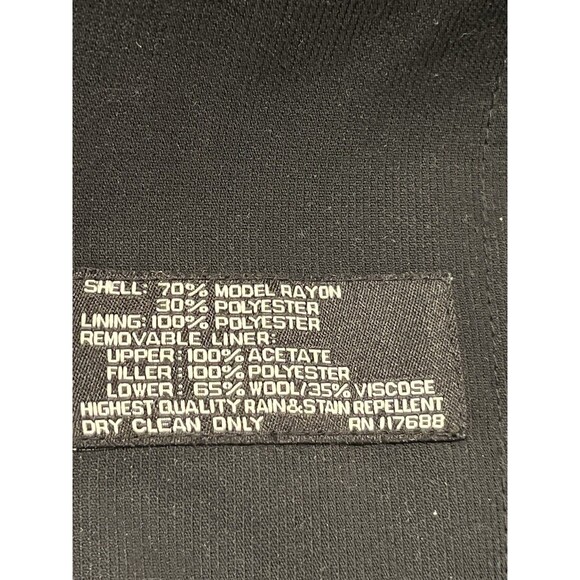 SHELL: 70% MODEL RAYON
30% POLYESTER
LINING: 100% POLYESTER
REMOVABLE LINER:
UPPER: 100% ACETATE
FILLER: 100% POLYESTER
LOWER: 65% WOOL/35% VISCOSE
HIGHEST QUALITY RAIN&STAIN REPELLENT
DRY CLEAN ONLY RN 117688